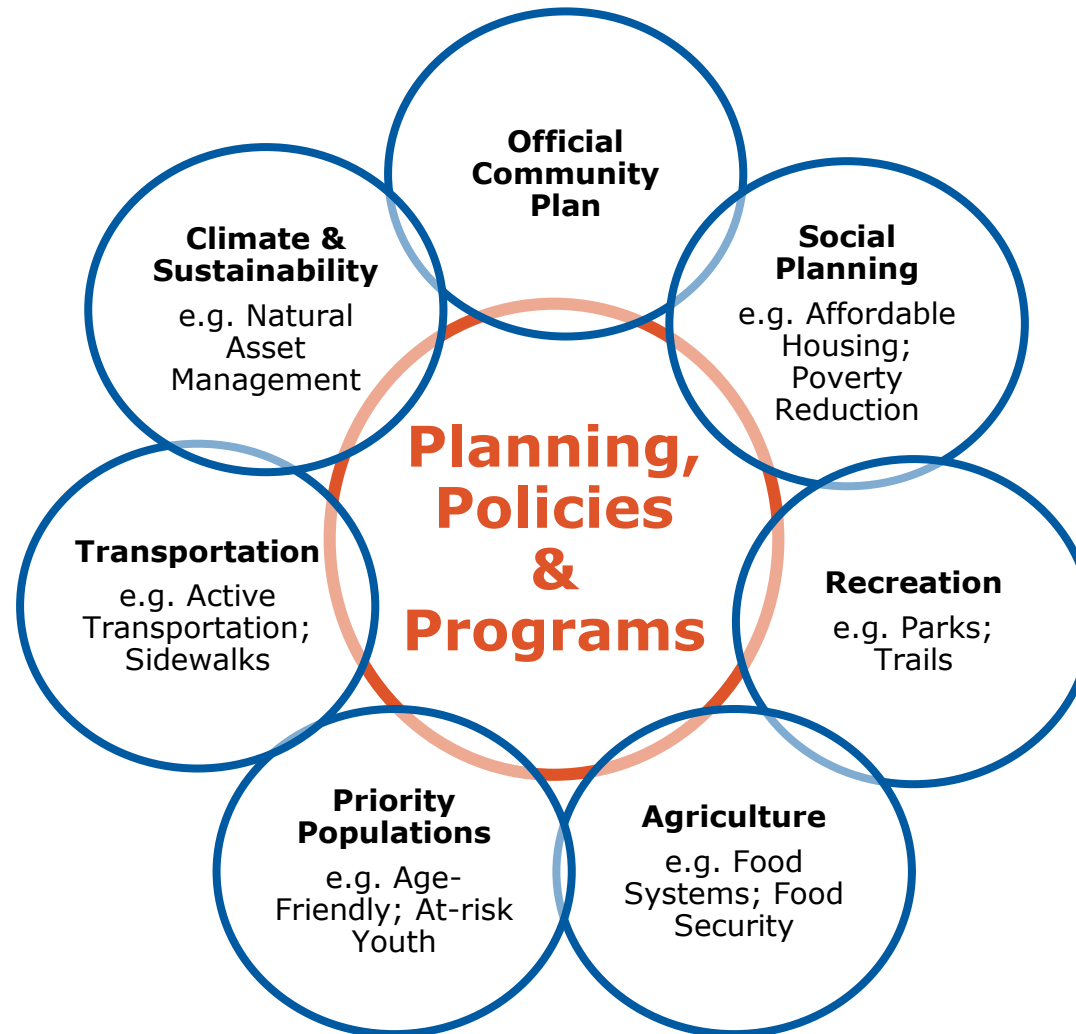 Official
Community
Plan
Climate &
Sustainability
e.g. Natural
Asset
Management
Social
Planning
e.g. Affordable
Housing;
Poverty
Reduction
Planning,
Policies
&
Programs
Transportation
e.g. Active
Transportation;
Sidewalks
Recreation
e.g. Parks;
Trails
Priority
Populations
e.g. Age-
Friendly; At-risk
Youth
Agriculture
e.g. Food
Systems; Food
Security